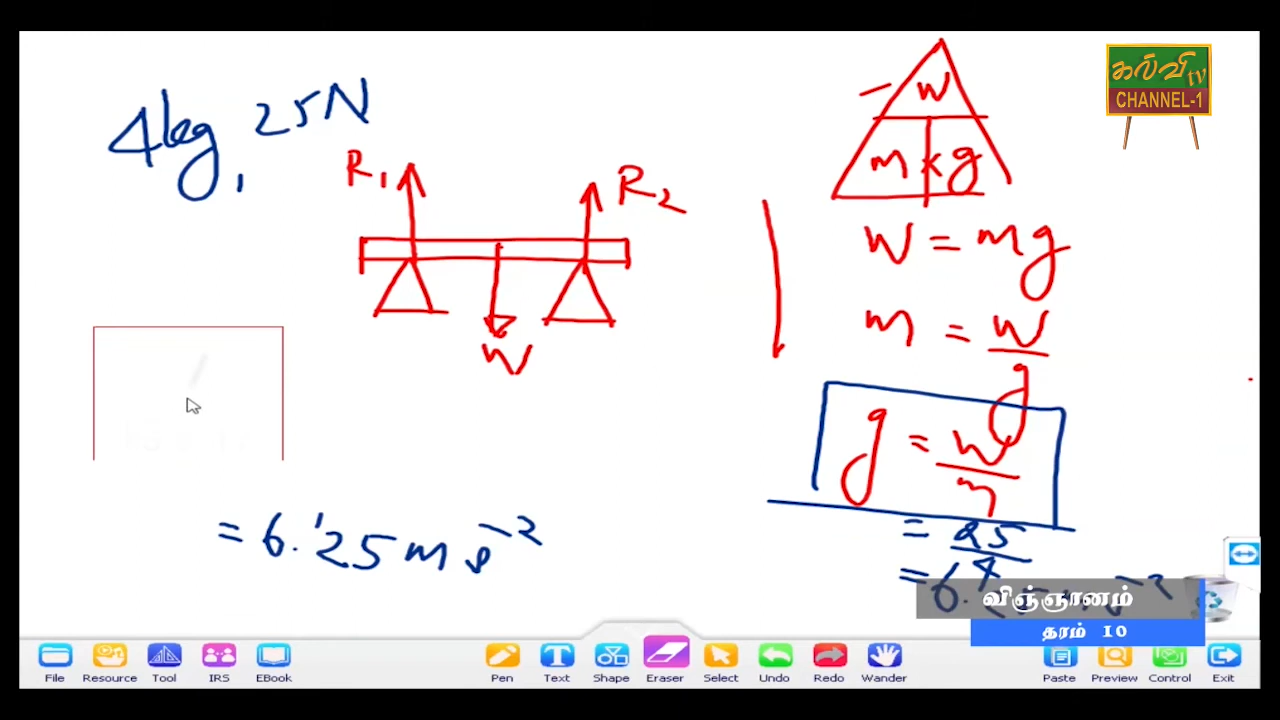 கல்வி tv
CHANNEL-1
4kg, 25N
R1
R2
W
W
m x g
W = mg
m = W/g
g = W/m
= 25/4
= 6.25 m s-2
= 6.
விஞ்ஞானம்
தரம் 10
File
Resource
Tool
IRS
EBook
Pen
Text
Shape
Eraser
Select
Undo
Redo
Wander
Paste
Preview
Control
Exit